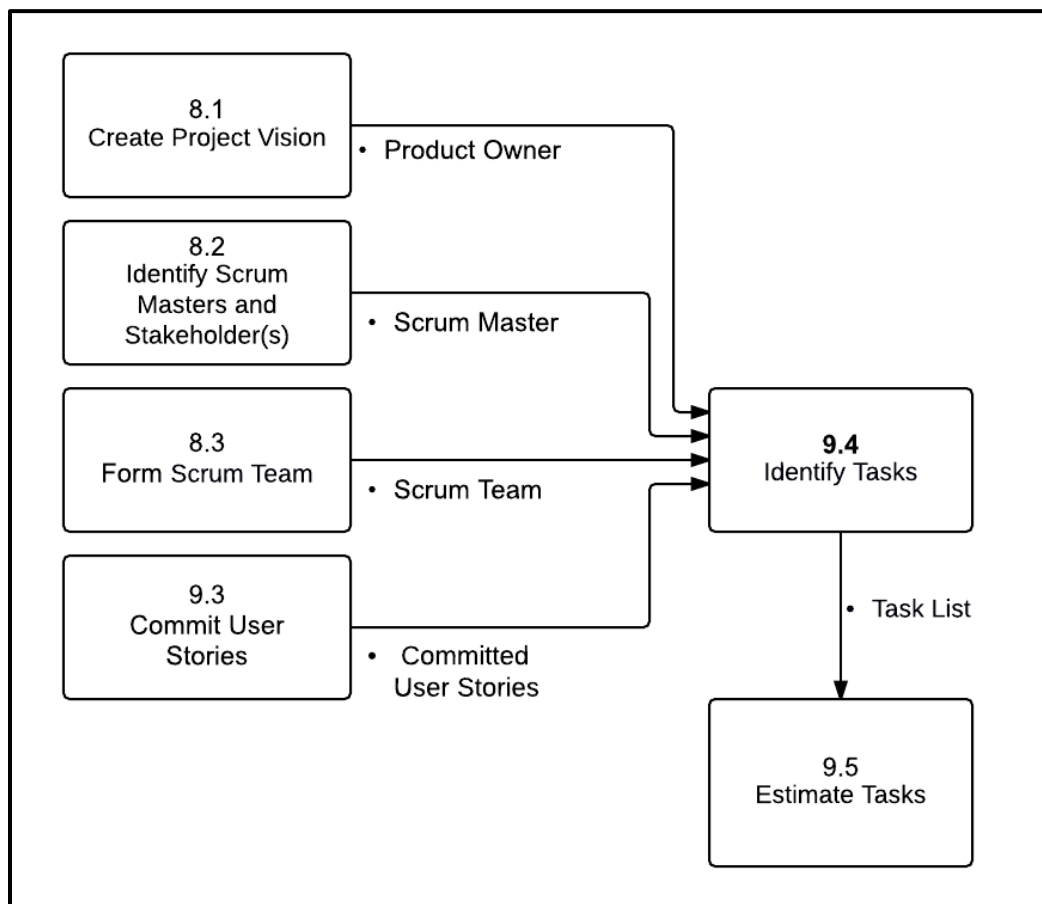 8.1
Create Project Vision
• Product Owner
8.2
Identify Scrum
Masters and
Stakeholder(s)
• Scrum Master
8.3
Form Scrum Team
• Scrum Team
9.3
Commit User
Stories
• Committed
User Stories
9.4
Identify Tasks
• Task List
9.5
Estimate Tasks